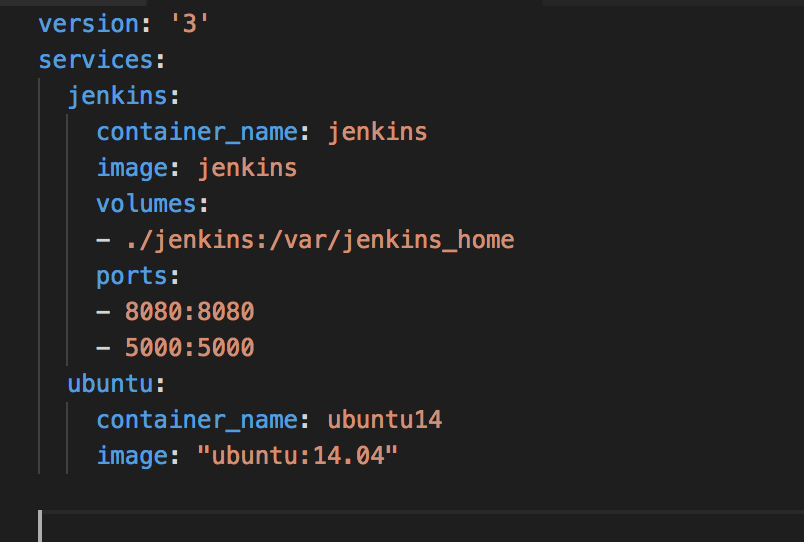 version: '3'
services:
  jenkins:
    container_name: jenkins
    image: jenkins
    volumes:
    - ./jenkins:/var/jenkins_home
    ports:
    - 8080:8080
    - 5000:5000
  ubuntu:
    container_name: ubuntu14
    image: "ubuntu:14.04"